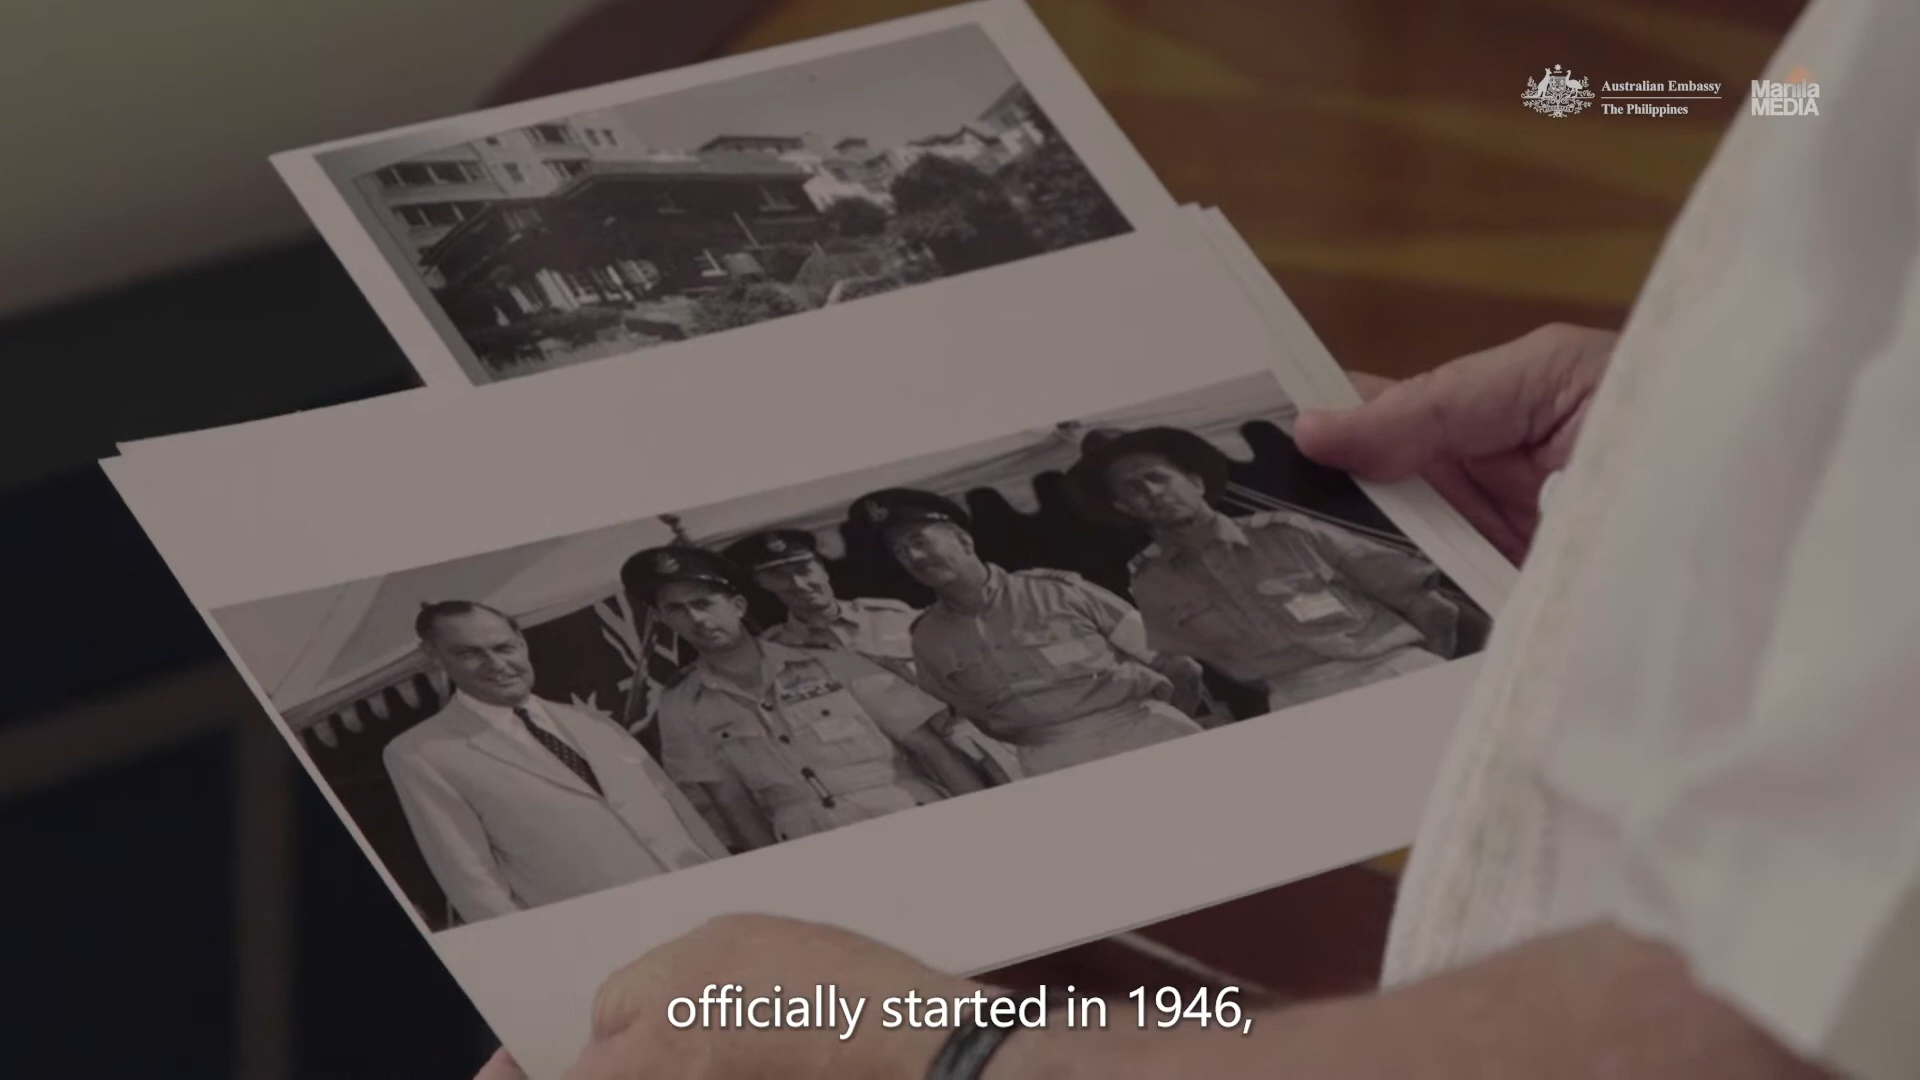 Australian Embassy
The Philippines
Manila
MEDIA
officially started in 1946,